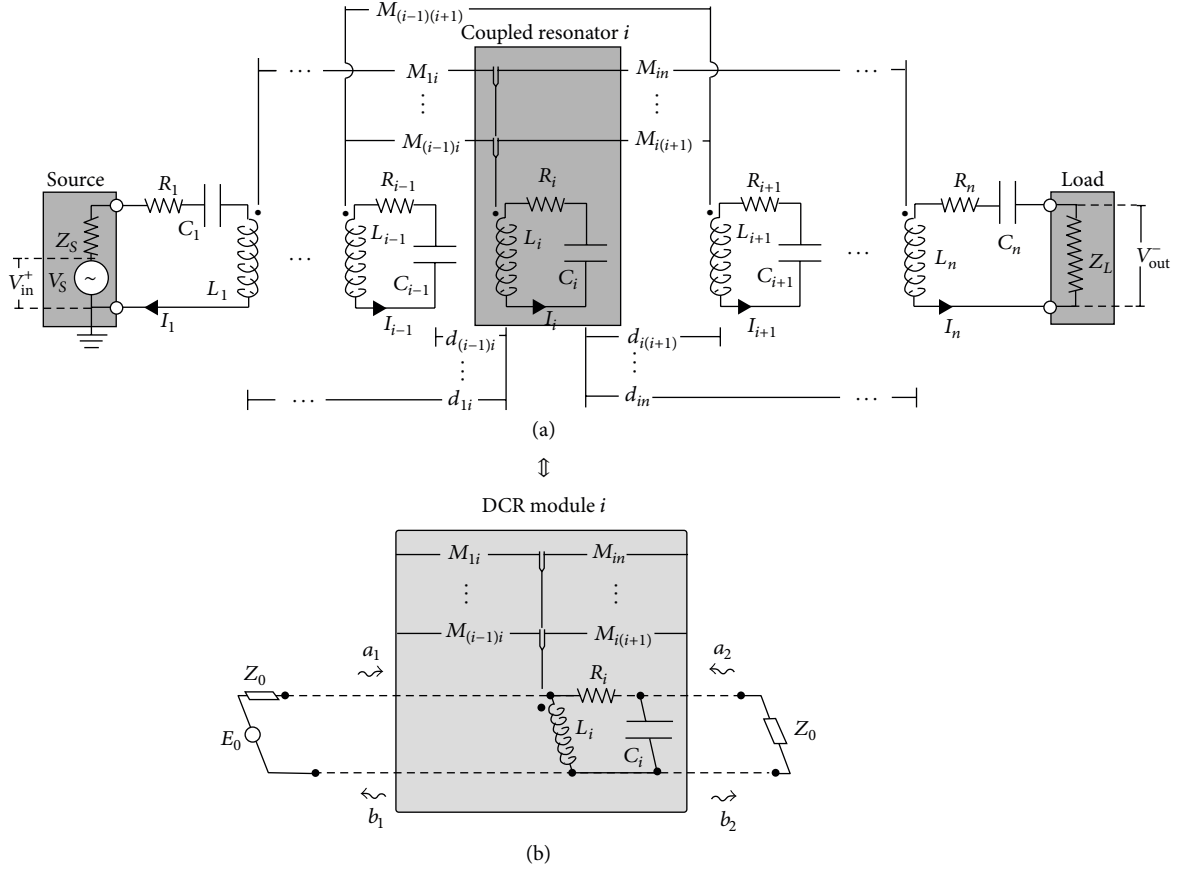 M(i−1)(i+1)
Coupled resonator i
··· M1i Min ···
⋮ ⋮
M(i−1)i Mi(i+1)
Source R1 Ri−1 Ri Ri+1 Rn Load
ZS C1 Li−1 Li Li+1 Cn
V+in VS ~ L1 ··· Ci−1 Ci Ci+1 ··· Ln ZL V−out
I1 Ii−1 Ii Ii+1 In
d(i−1)i di(i+1)
⋮ ⋮
··· d1i din ···
(a)
⇕
DCR module i
M1i Min
⋮ ⋮
M(i−1)i Mi(i+1)
a1 a2
Z0 Ri
E0 Li Ci Z0
b1 b2
(b)